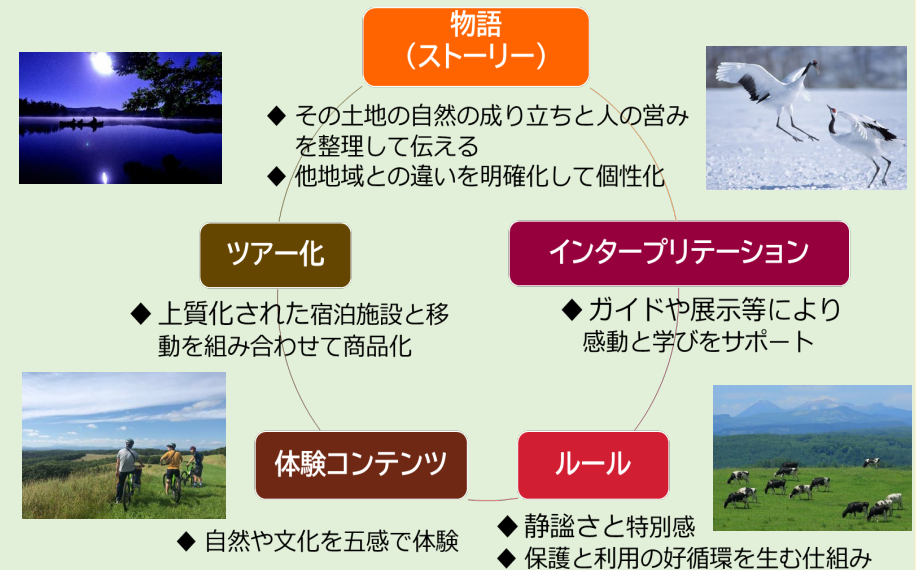 物語
（ストーリー）
◆ その土地の自然の成り立ちと人の営み
を整理して伝える
◆ 他地域との違いを明確化して個性化
ツアー化
◆ 上質化された宿泊施設と移
動を組み合わせて商品化
インタープリテーション
◆ ガイドや展示等により
感動と学びをサポート
体験コンテンツ
◆ 自然や文化を五感で体験
ルール
◆ 静謐さと特別感
◆ 保護と利用の好循環を生む仕組み